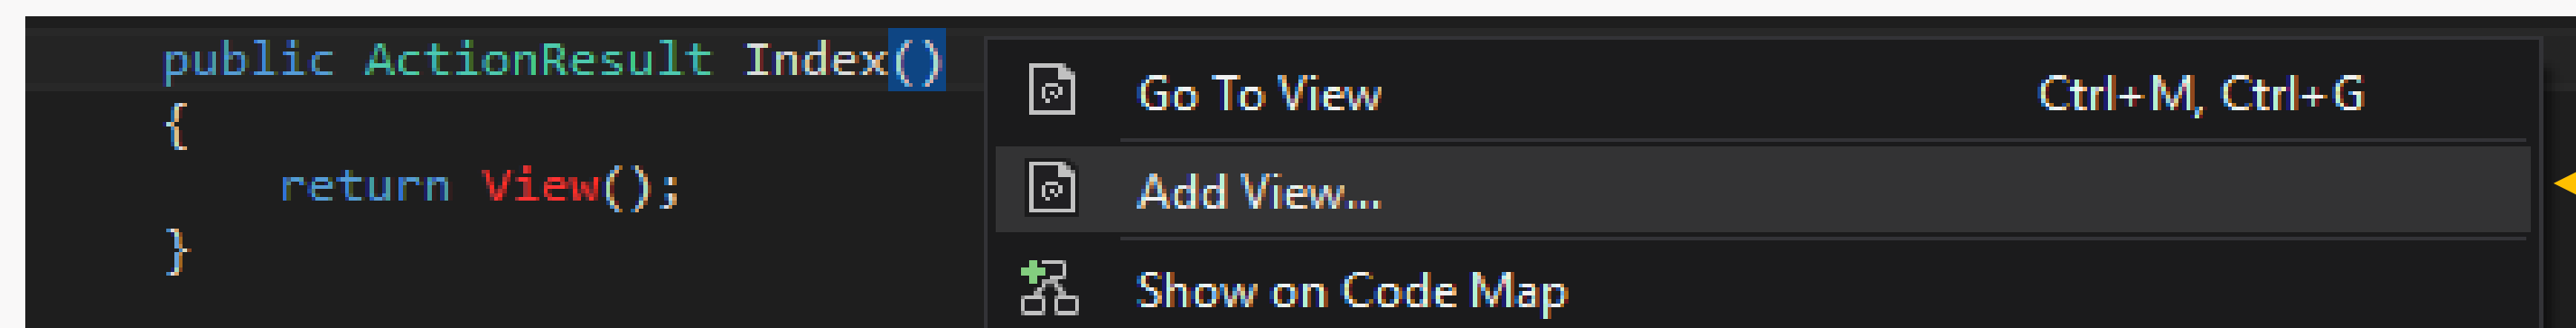 public ActionResult Index()
{
return View();
}
Go To View Ctrl+M, Ctrl+G
Add View...
Show on Code Map